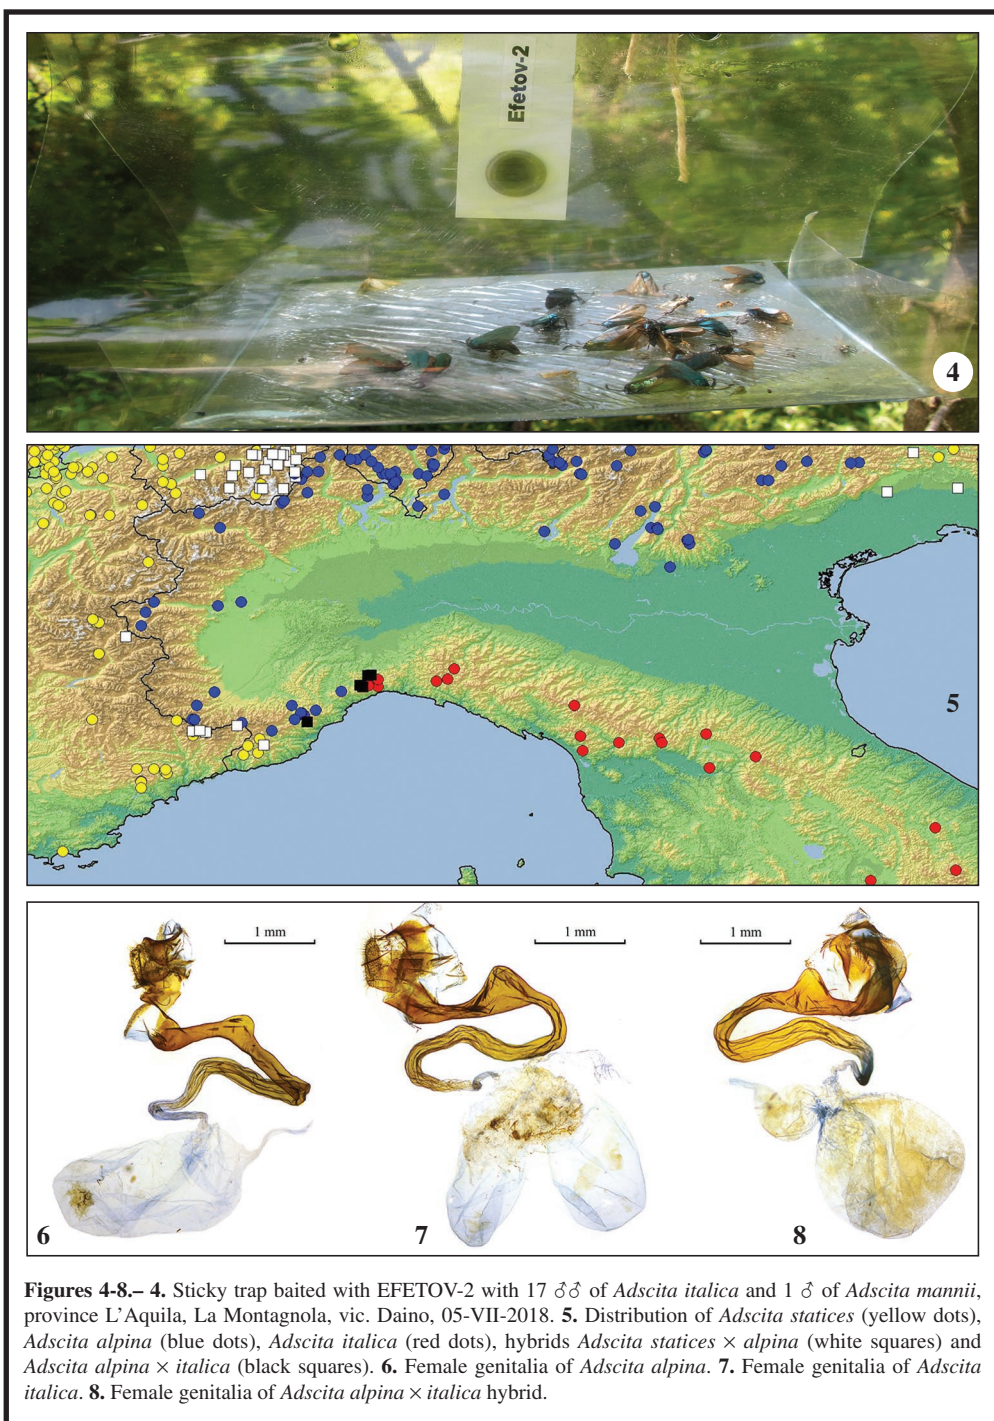 Efetov-2
4
5
1 mm
1 mm
1 mm
6
7
8
Figures 4-8.– 4. Sticky trap baited with EFETOV-2 with 17 ♂♂ of Adscita italica and 1 ♂ of Adscita mannii,
province L’Aquila, La Montagnola, vic. Daino, 05-VII-2018. 5. Distribution of Adscita statices (yellow dots),
Adscita alpina (blue dots), Adscita italica (red dots), hybrids Adscita statices × alpina (white squares) and
Adscita alpina × italica (black squares). 6. Female genitalia of Adscita alpina. 7. Female genitalia of Adscita
italica. 8. Female genitalia of Adscita alpina × italica hybrid.